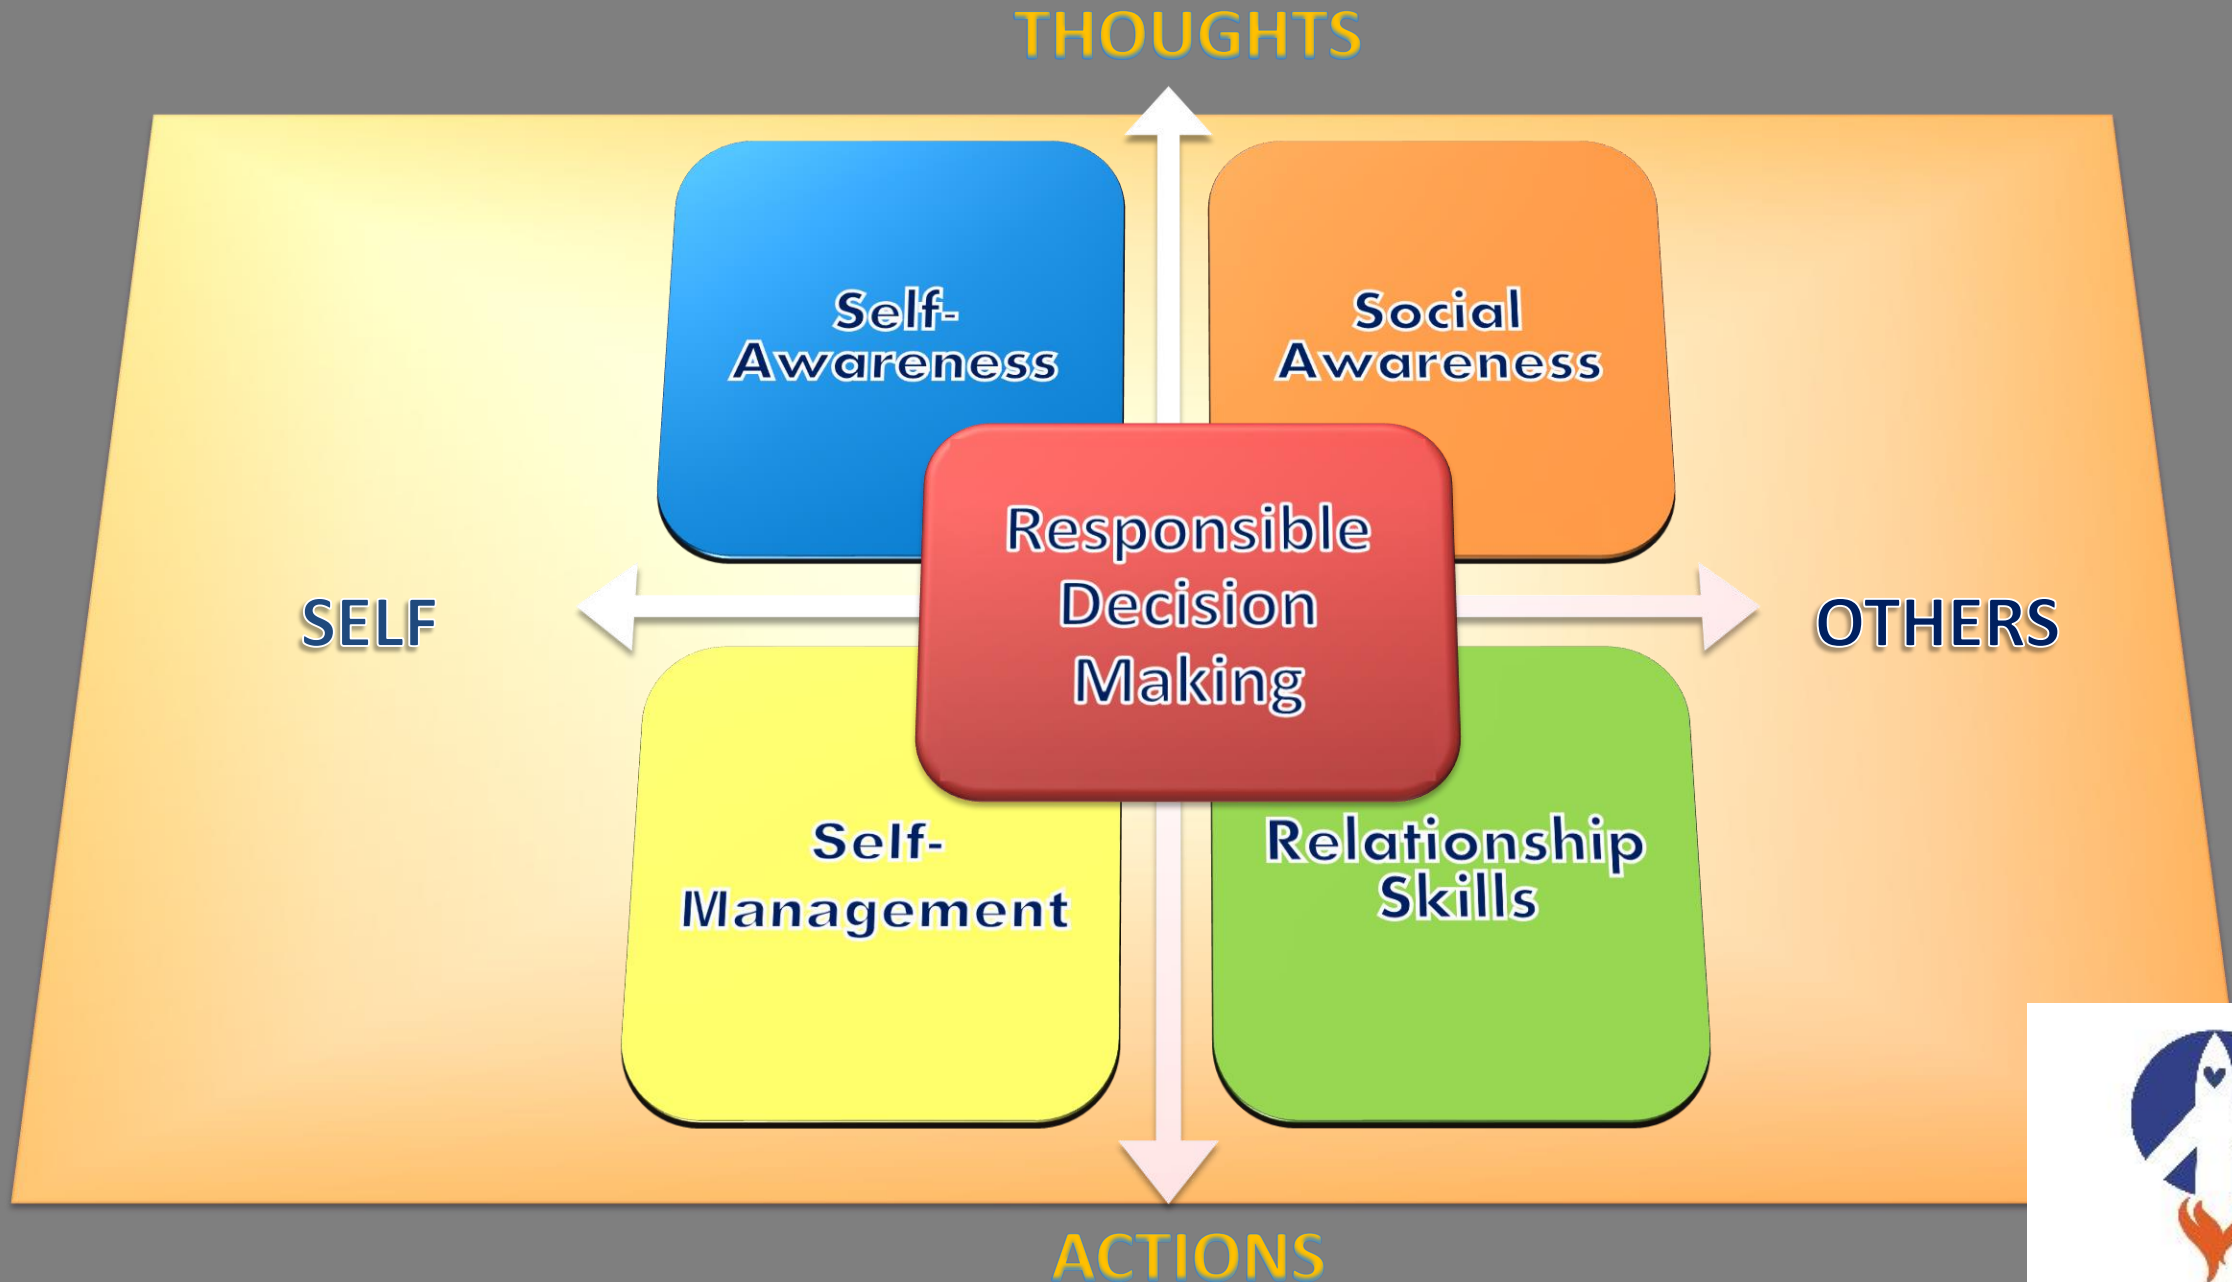 THOUGHTS
Self-
Awareness
Social
Awareness
SELF
Responsible
Decision
Making
OTHERS
Self-
Management
Relationship
Skills
ACTIONS